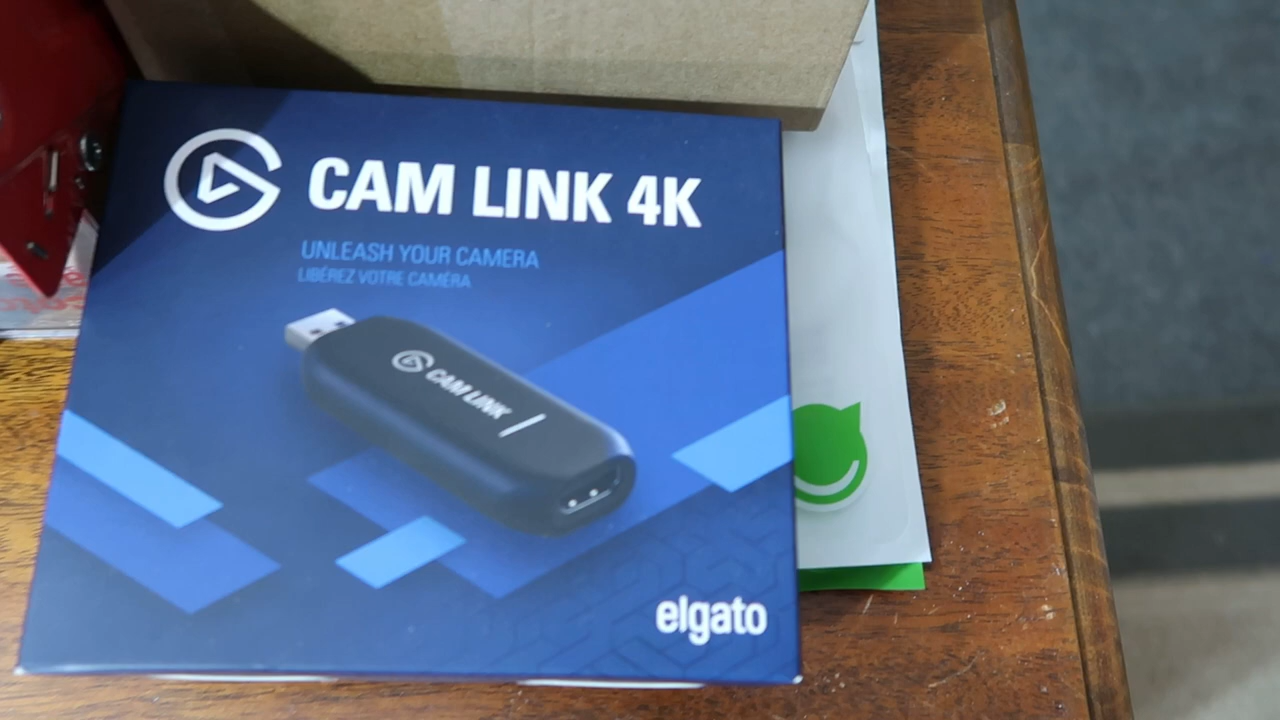 CAM LINK 4K
UNLEASH YOUR CAMERA
LIBÉREZ VOTRE CAMÉRA
CAM LINK
elgato